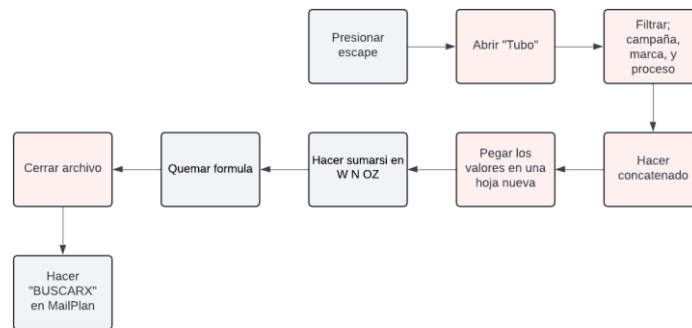 Presionar
escape
Abrir "Tubo"
Filtrar;
campaña,
marca, y
proceso
Hacer
concatenado
Pegar los
valores en una
hoja nueva
Hacer sumarsi en
W N OZ
Quemar formula
Cerrar archivo
Hacer
"BUSCARX"
en MailPlan